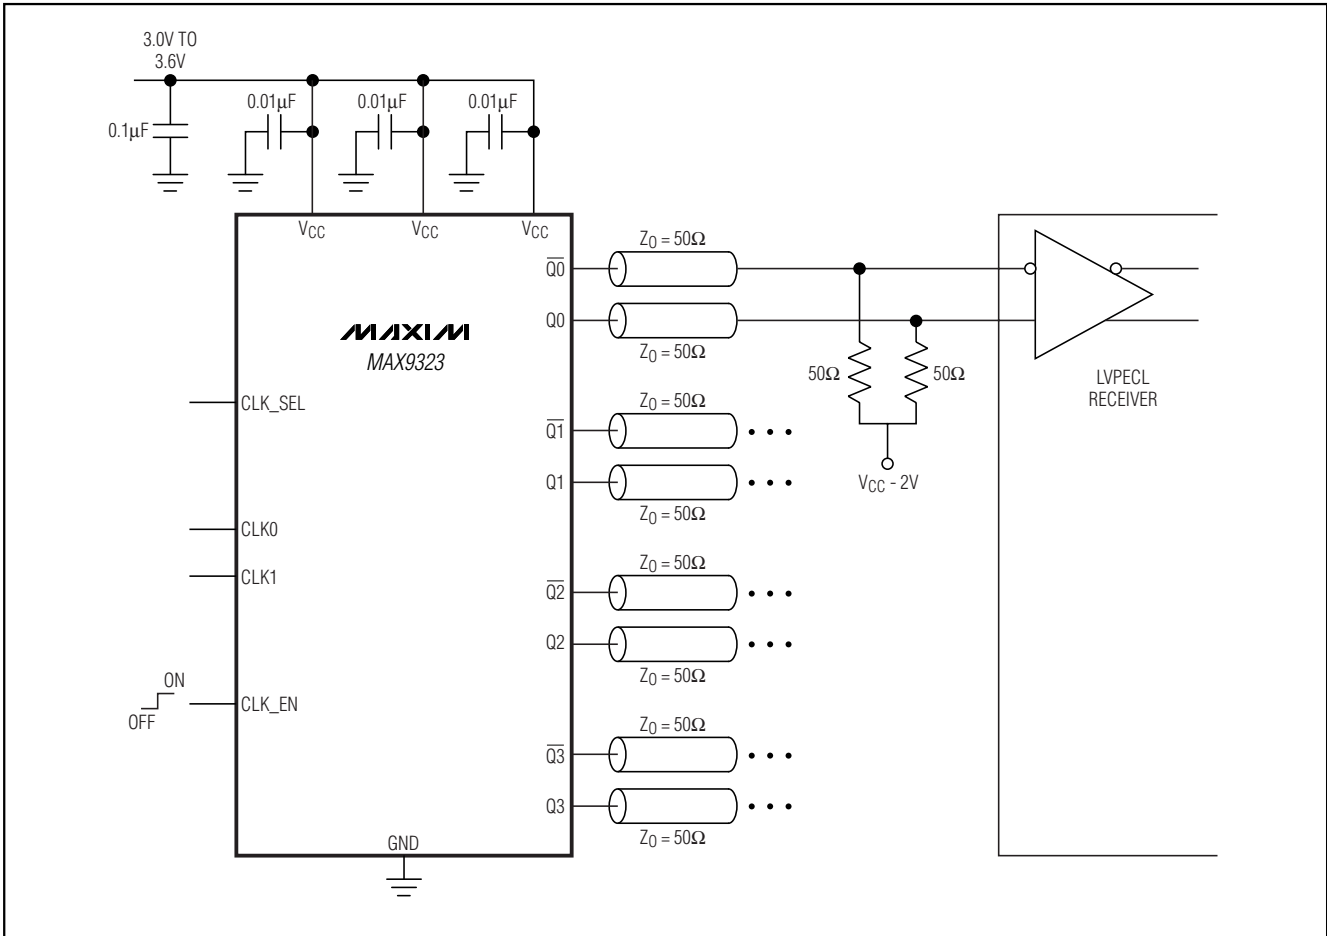 3.0V TO
3.6V
0.1µF
0.01µF
0.01µF
0.01µF
VCC
VCC
VCC
MAXIM
MAX9323
CLK_SEL
CLK0
CLK1
ON
OFF
CLK_EN
GND
Q0
Q0
Q1
Q1
Q2
Q2
Q3
Q3
Z0 = 50Ω
Z0 = 50Ω
Z0 = 50Ω
Z0 = 50Ω
Z0 = 50Ω
Z0 = 50Ω
Z0 = 50Ω
Z0 = 50Ω
50Ω
50Ω
VCC - 2V
LVPECL
RECEIVER